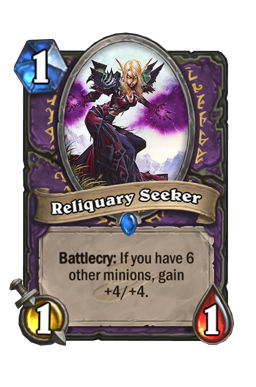 1
Reliquary Seeker
Battlecry: If you have 6
other minions, gain
+4/+4.
1 1